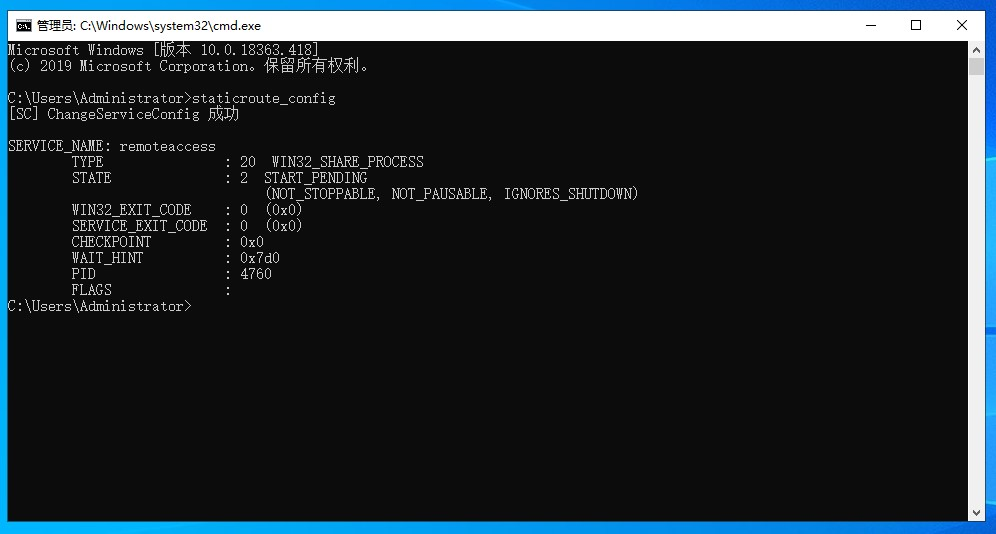 管理员: C:\Windows\system32\cmd.exe
Microsoft Windows [版本 10.0.18363.418]
(c) 2019 Microsoft Corporation。保留所有权利。
C:\Users\Administrator>staticroute_config
[SC] ChangeServiceConfig 成功
SERVICE_NAME: remoteaccess
TYPE : 20 WIN32_SHARE_PROCESS
STATE : 2 START_PENDING
(NOT_STOPPABLE, NOT_PAUSABLE, IGNORES_SHUTDOWN)
WIN32_EXIT_CODE : 0 (0x0)
SERVICE_EXIT_CODE : 0 (0x0)
CHECKPOINT : 0x0
WAIT_HINT : 0x7d0
PID : 4760
FLAGS :
C:\Users\Administrator>